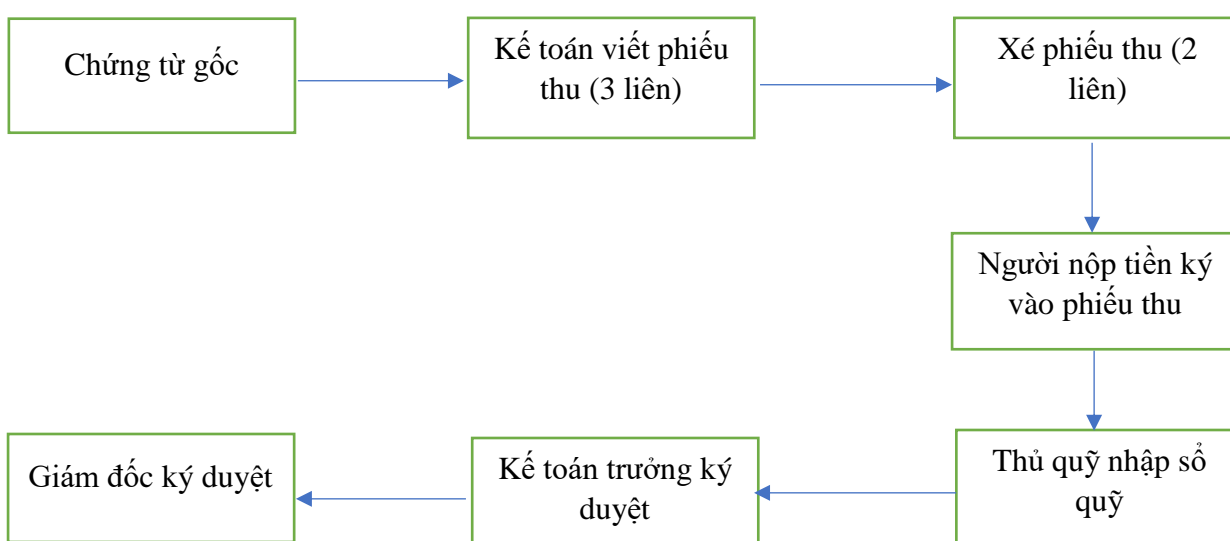 Chứng từ gốc
Kế toán viết phiếu
thu (3 liên)
Xé phiếu thu (2
liên)
Người nộp tiền ký
vào phiếu thu
Thủ quỹ nhập sổ
quỹ
Kế toán trưởng ký
duyệt
Giám đốc ký duyệt